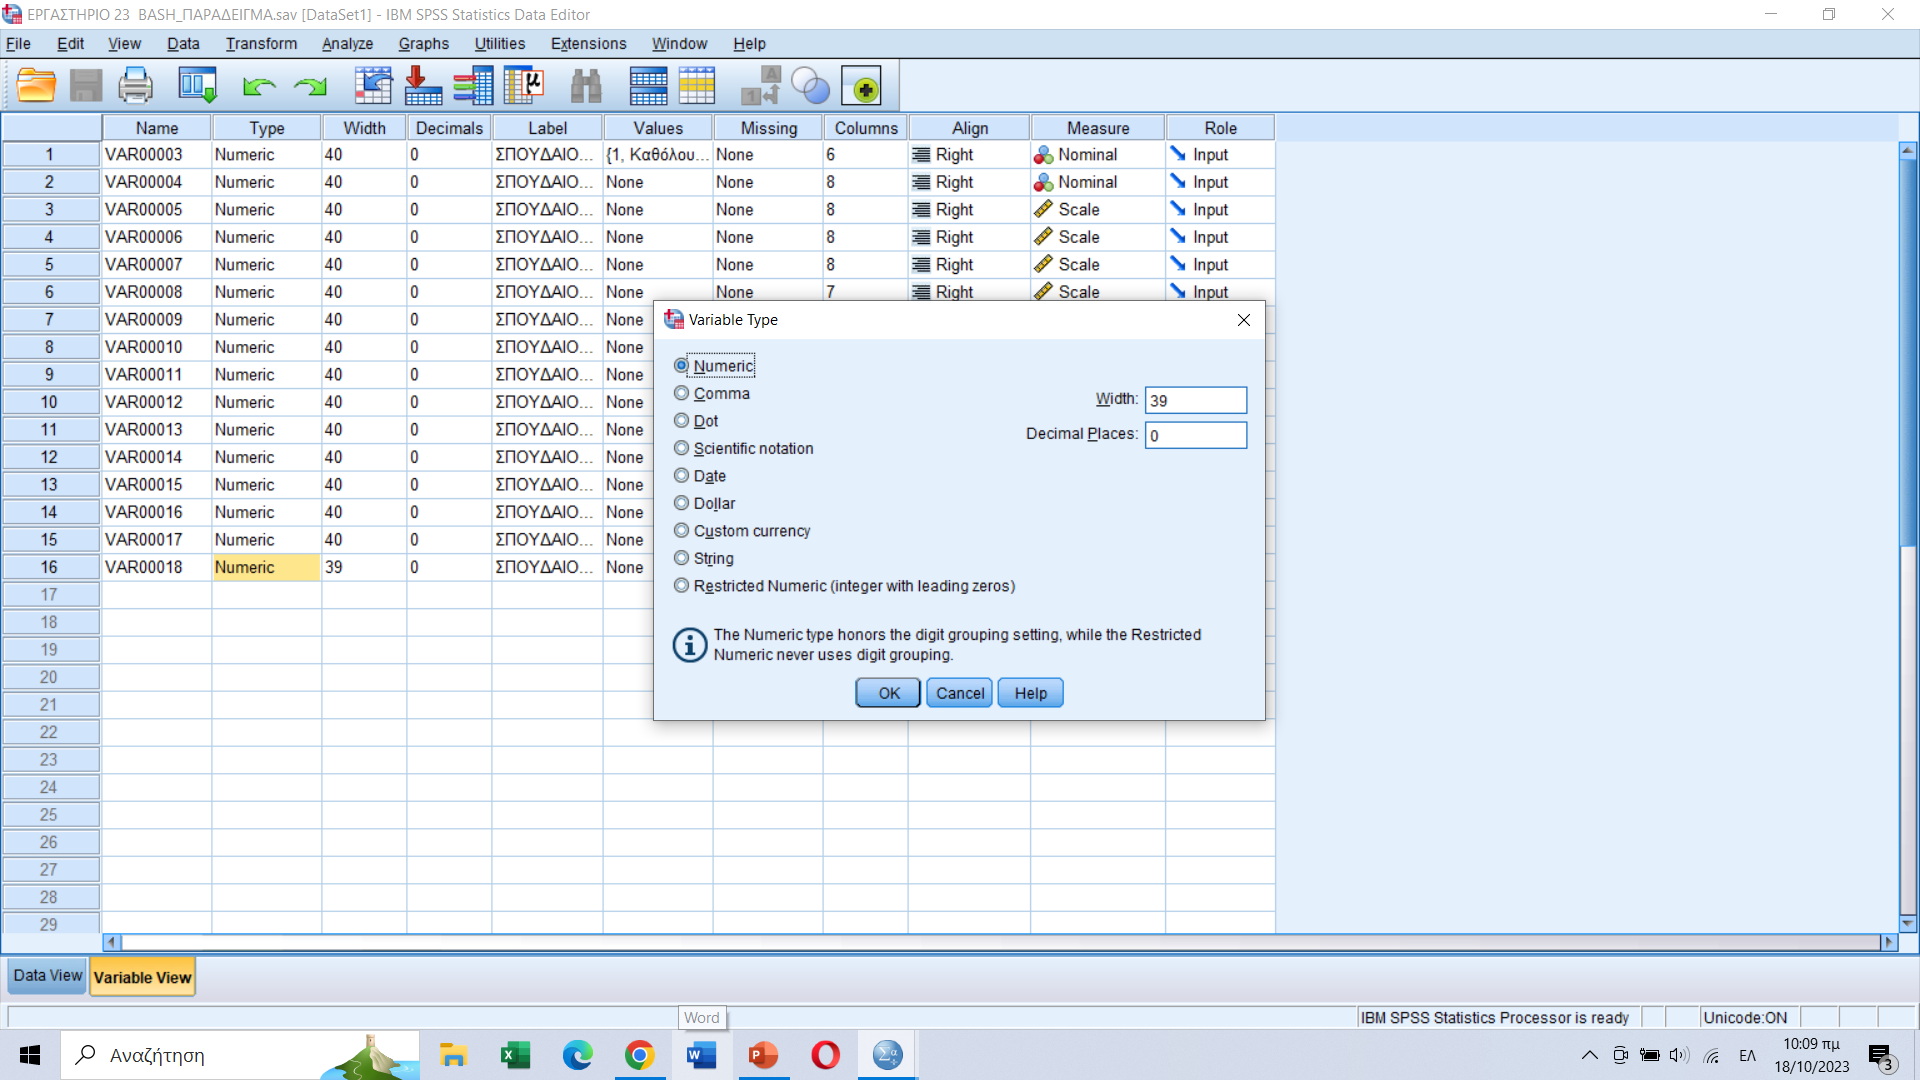 ΕΡΓΑΣΤΗΡΙΟ 23  ΒΑΣΗ_ΠΑΡΑΔΕΙΓΜΑ.sav [DataSet1] - IBM SPSS Statistics Data Editor
File Edit View Data Transform Analyze Graphs Utilities Extensions Window Help
Name Type Width Decimals Label Values Missing Columns Align Measure Role
1 VAR00003 Numeric 40 0 ΣΠΟΥΔΑΙΟ... {1, Καθόλου... None 6 Right Nominal Input
2 VAR00004 Numeric 40 0 ΣΠΟΥΔΑΙΟ... None None 8 Right Nominal Input
3 VAR00005 Numeric 40 0 ΣΠΟΥΔΑΙΟ... None None 8 Right Scale Input
4 VAR00006 Numeric 40 0 ΣΠΟΥΔΑΙΟ... None None 8 Right Scale Input
5 VAR00007 Numeric 40 0 ΣΠΟΥΔΑΙΟ... None None 8 Right Scale Input
6 VAR00008 Numeric 40 0 ΣΠΟΥΔΑΙΟ... None None 7 Right Scale Input
7 VAR00009 Numeric 40 0 ΣΠΟΥΔΑΙΟ... None
8 VAR00010 Numeric 40 0 ΣΠΟΥΔΑΙΟ... None
9 VAR00011 Numeric 40 0 ΣΠΟΥΔΑΙΟ... None
10 VAR00012 Numeric 40 0 ΣΠΟΥΔΑΙΟ... None
11 VAR00013 Numeric 40 0 ΣΠΟΥΔΑΙΟ... None
12 VAR00014 Numeric 40 0 ΣΠΟΥΔΑΙΟ... None
13 VAR00015 Numeric 40 0 ΣΠΟΥΔΑΙΟ... None
14 VAR00016 Numeric 40 0 ΣΠΟΥΔΑΙΟ... None
15 VAR00017 Numeric 40 0 ΣΠΟΥΔΑΙΟ... None
16 VAR00018 Numeric 39 0 ΣΠΟΥΔΑΙΟ... None
17
18
19
20
21
22
23
24
25
26
27
28
29
Variable Type
Numeric
Comma
Dot
Scientific notation
Date
Dollar
Custom currency
String
Restricted Numeric (integer with leading zeros)
Width: 39
Decimal Places: 0
The Numeric type honors the digit grouping setting, while the Restricted
Numeric never uses digit grouping.
OK Cancel Help
Data View Variable View
Word
IBM SPSS Statistics Processor is ready Unicode:ON
Αναζήτηση
ΕΛ
10:09 πμ
18/10/2023
3